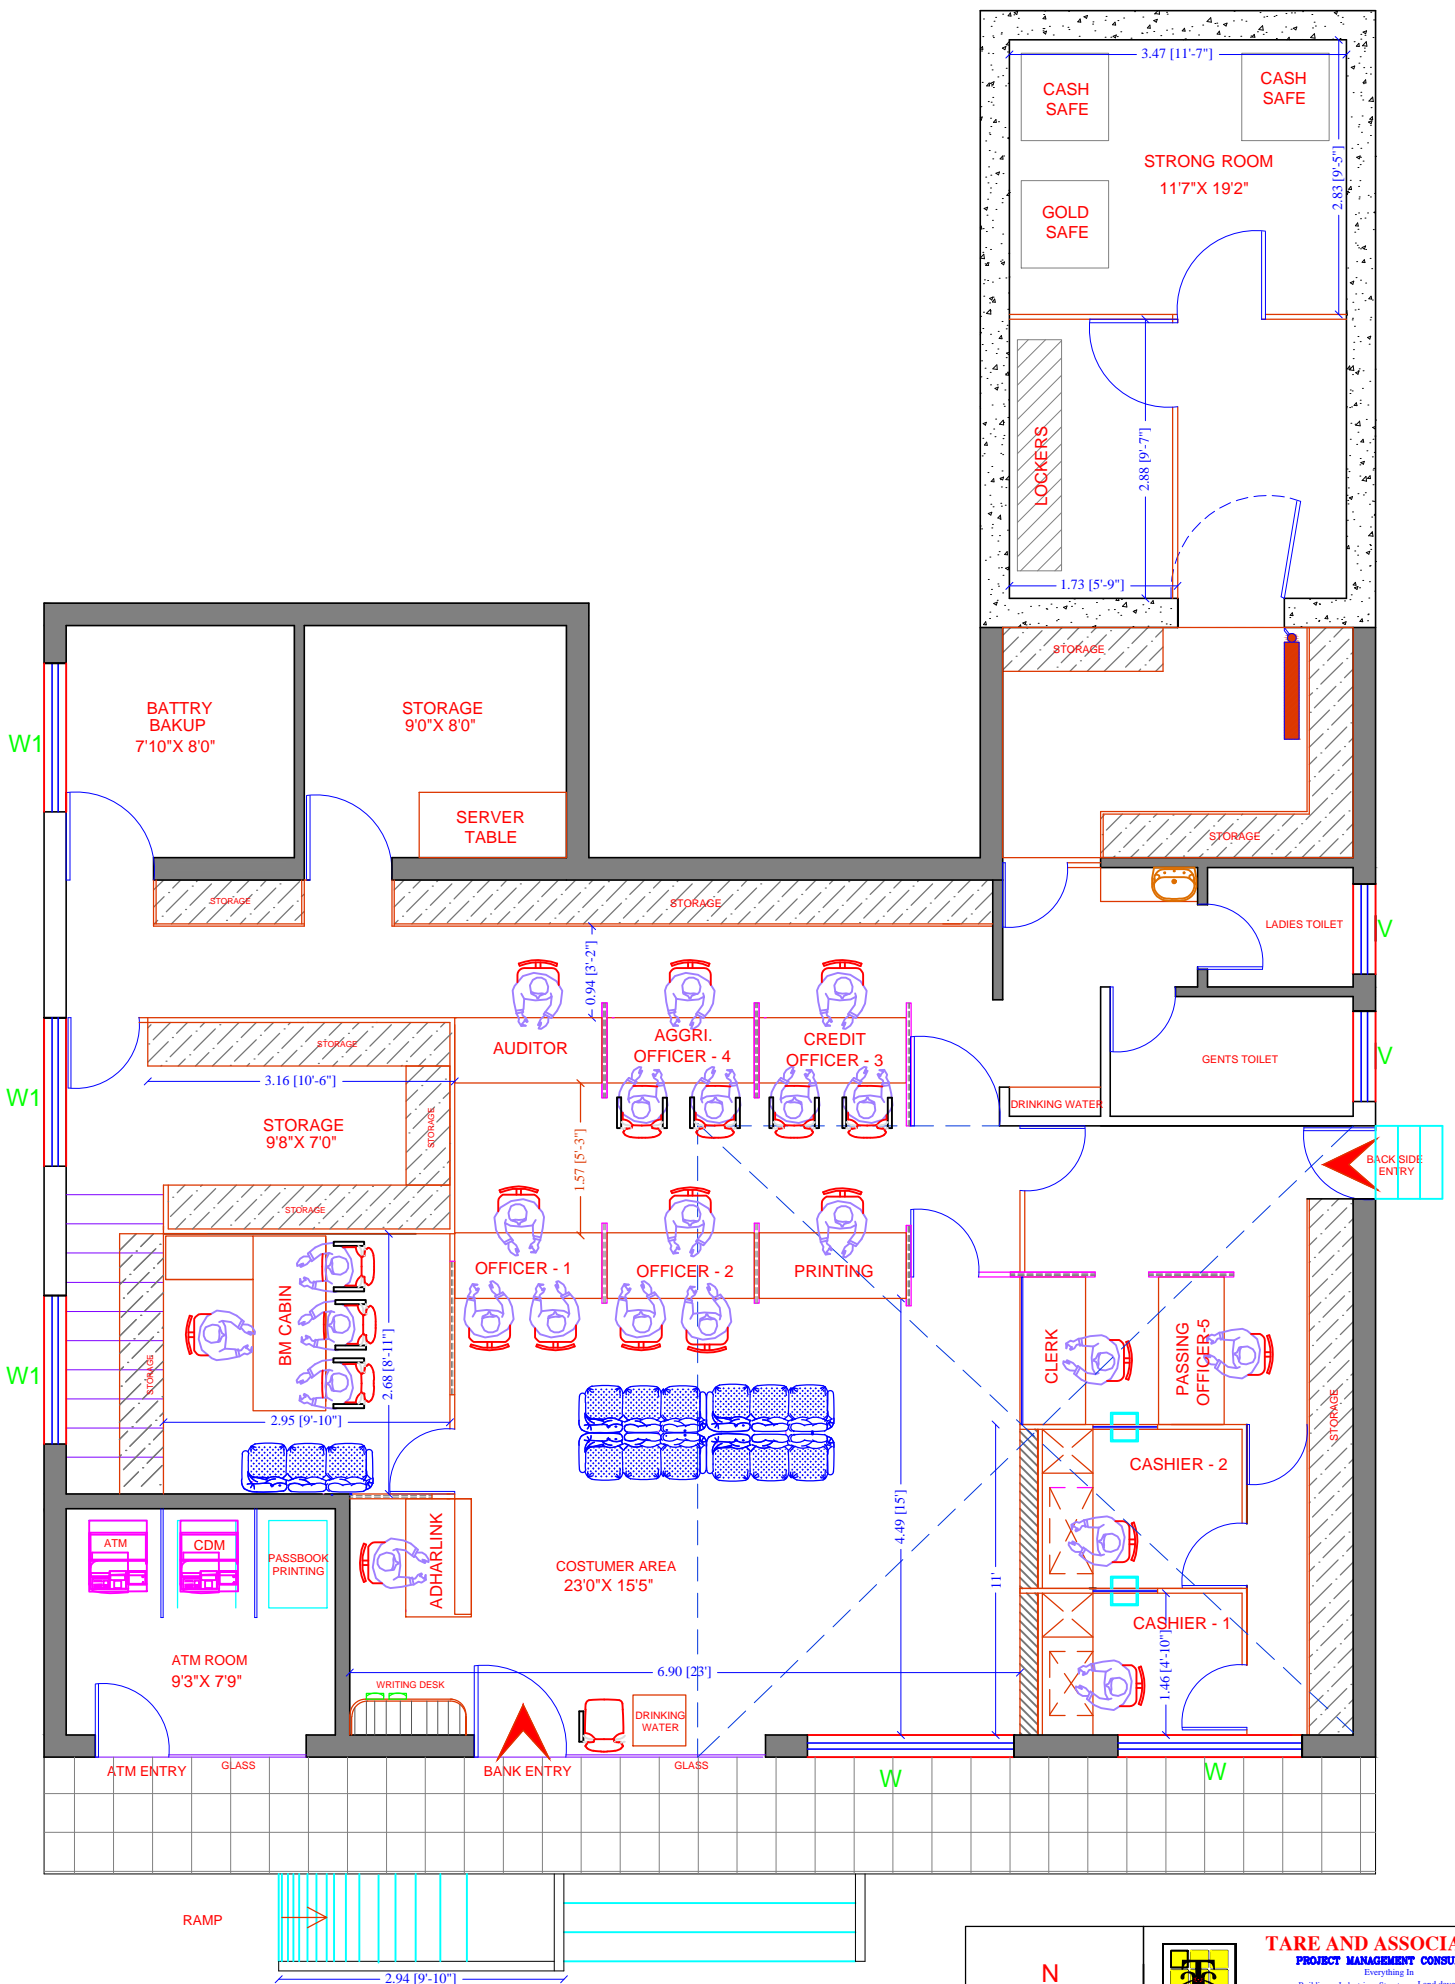 3.47 [11'-7"]
CASH
SAFE
CASH
SAFE
STRONG ROOM
11'7"X 19'2"
2.83 [9'-5"]
GOLD
SAFE
LOCKERS
2.88 [9'-7"]
1.73 [5'-9"]
STORAGE
STORAGE
W1
BATTRY
BAKUP
7'10"X 8'0"
STORAGE
9'0"X 8'0"
SERVER
TABLE
STORAGE
STORAGE
LADIES TOILET
V
0.94 [3'-2"]
AUDITOR
AGGRI.
OFFICER - 4
CREDIT
OFFICER - 3
GENTS TOILET
V
STORAGE
3.16 [10'-6"]
W1
STORAGE
9'8"X 7'0"
STORAGE
DRINKING WATER
1.57 [5'-3"]
BACK SIDE
ENTRY
STORAGE
OFFICER - 1
OFFICER - 2
PRINTING
BM CABIN
2.68 [8'-11"]
W1
STORAGE
2.95 [9'-10"]
CLERK
PASSING
OFFICER-5
STORAGE
CASHIER - 2
4.49 [15']
11'
ATM
CDM
PASSBOOK
PRINTING
ADHARLINK
COSTUMER AREA
23'0"X 15'5"
CASHIER - 1
1.46 [4'-10"]
ATM ROOM
9'3"X 7'9"
6.90 [23']
WRITING DESK
DRINKING
WATER
ATM ENTRY
GLASS
BANK ENTRY
GLASS
W
W
RAMP
2.94 [9'-10"]
N
TARE AND ASSOCIA
PROJECT MANAGEMENT CONSU
Everything In